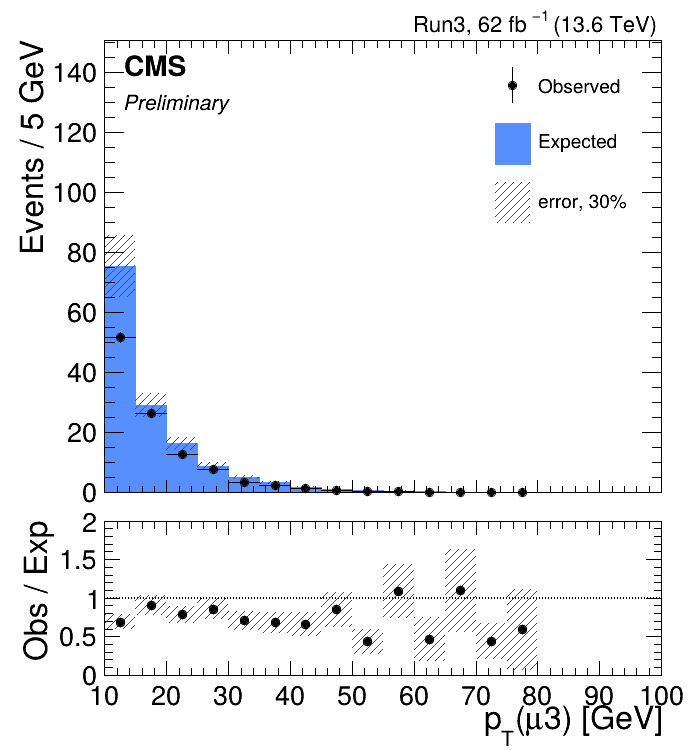 Run3, 62 fb⁻¹ (13.6 TeV)
CMS
Preliminary
Observed
Expected
error, 30%
Events / 5 GeV
140
120
100
80
60
40
20
0
Obs / Exp
2
1.5
1
0.5
0
10 20 30 40 50 60 70 80 90 100
p_T(μ3) [GeV]